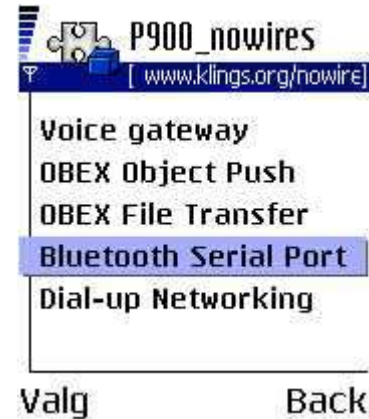 P900_nowires
[ www.klings.org/nowire]
Voice gateway
OBEX Object Push
OBEX File Transfer
Bluetooth Serial Port
Dial-up Networking
Valg Back